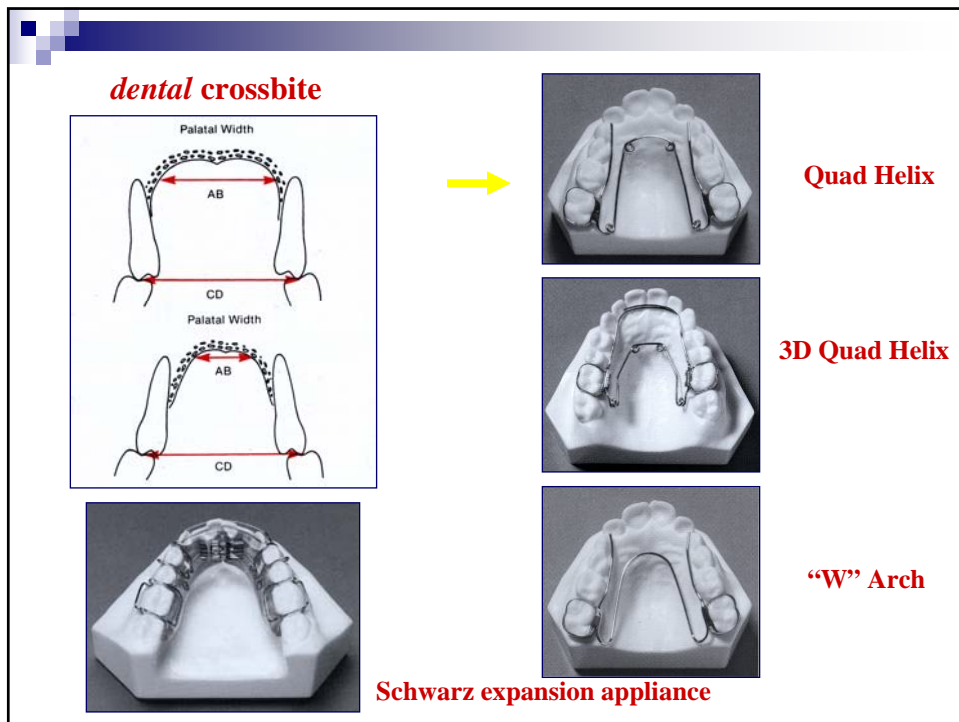 dental crossbite
Palatal Width
AB
CD
Palatal Width
AB
CD
Quad Helix
3D Quad Helix
“W” Arch
Schwarz expansion appliance